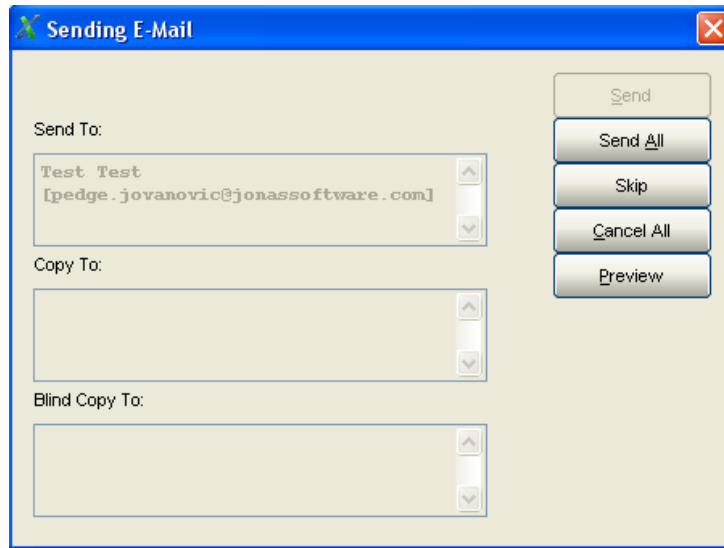 Sending E-Mail
Send To:
Test Test
[pedge.jovanovic@jonassoftware.com]
Copy To:
Blind Copy To:
Send
Send All
Skip
Cancel All
Preview